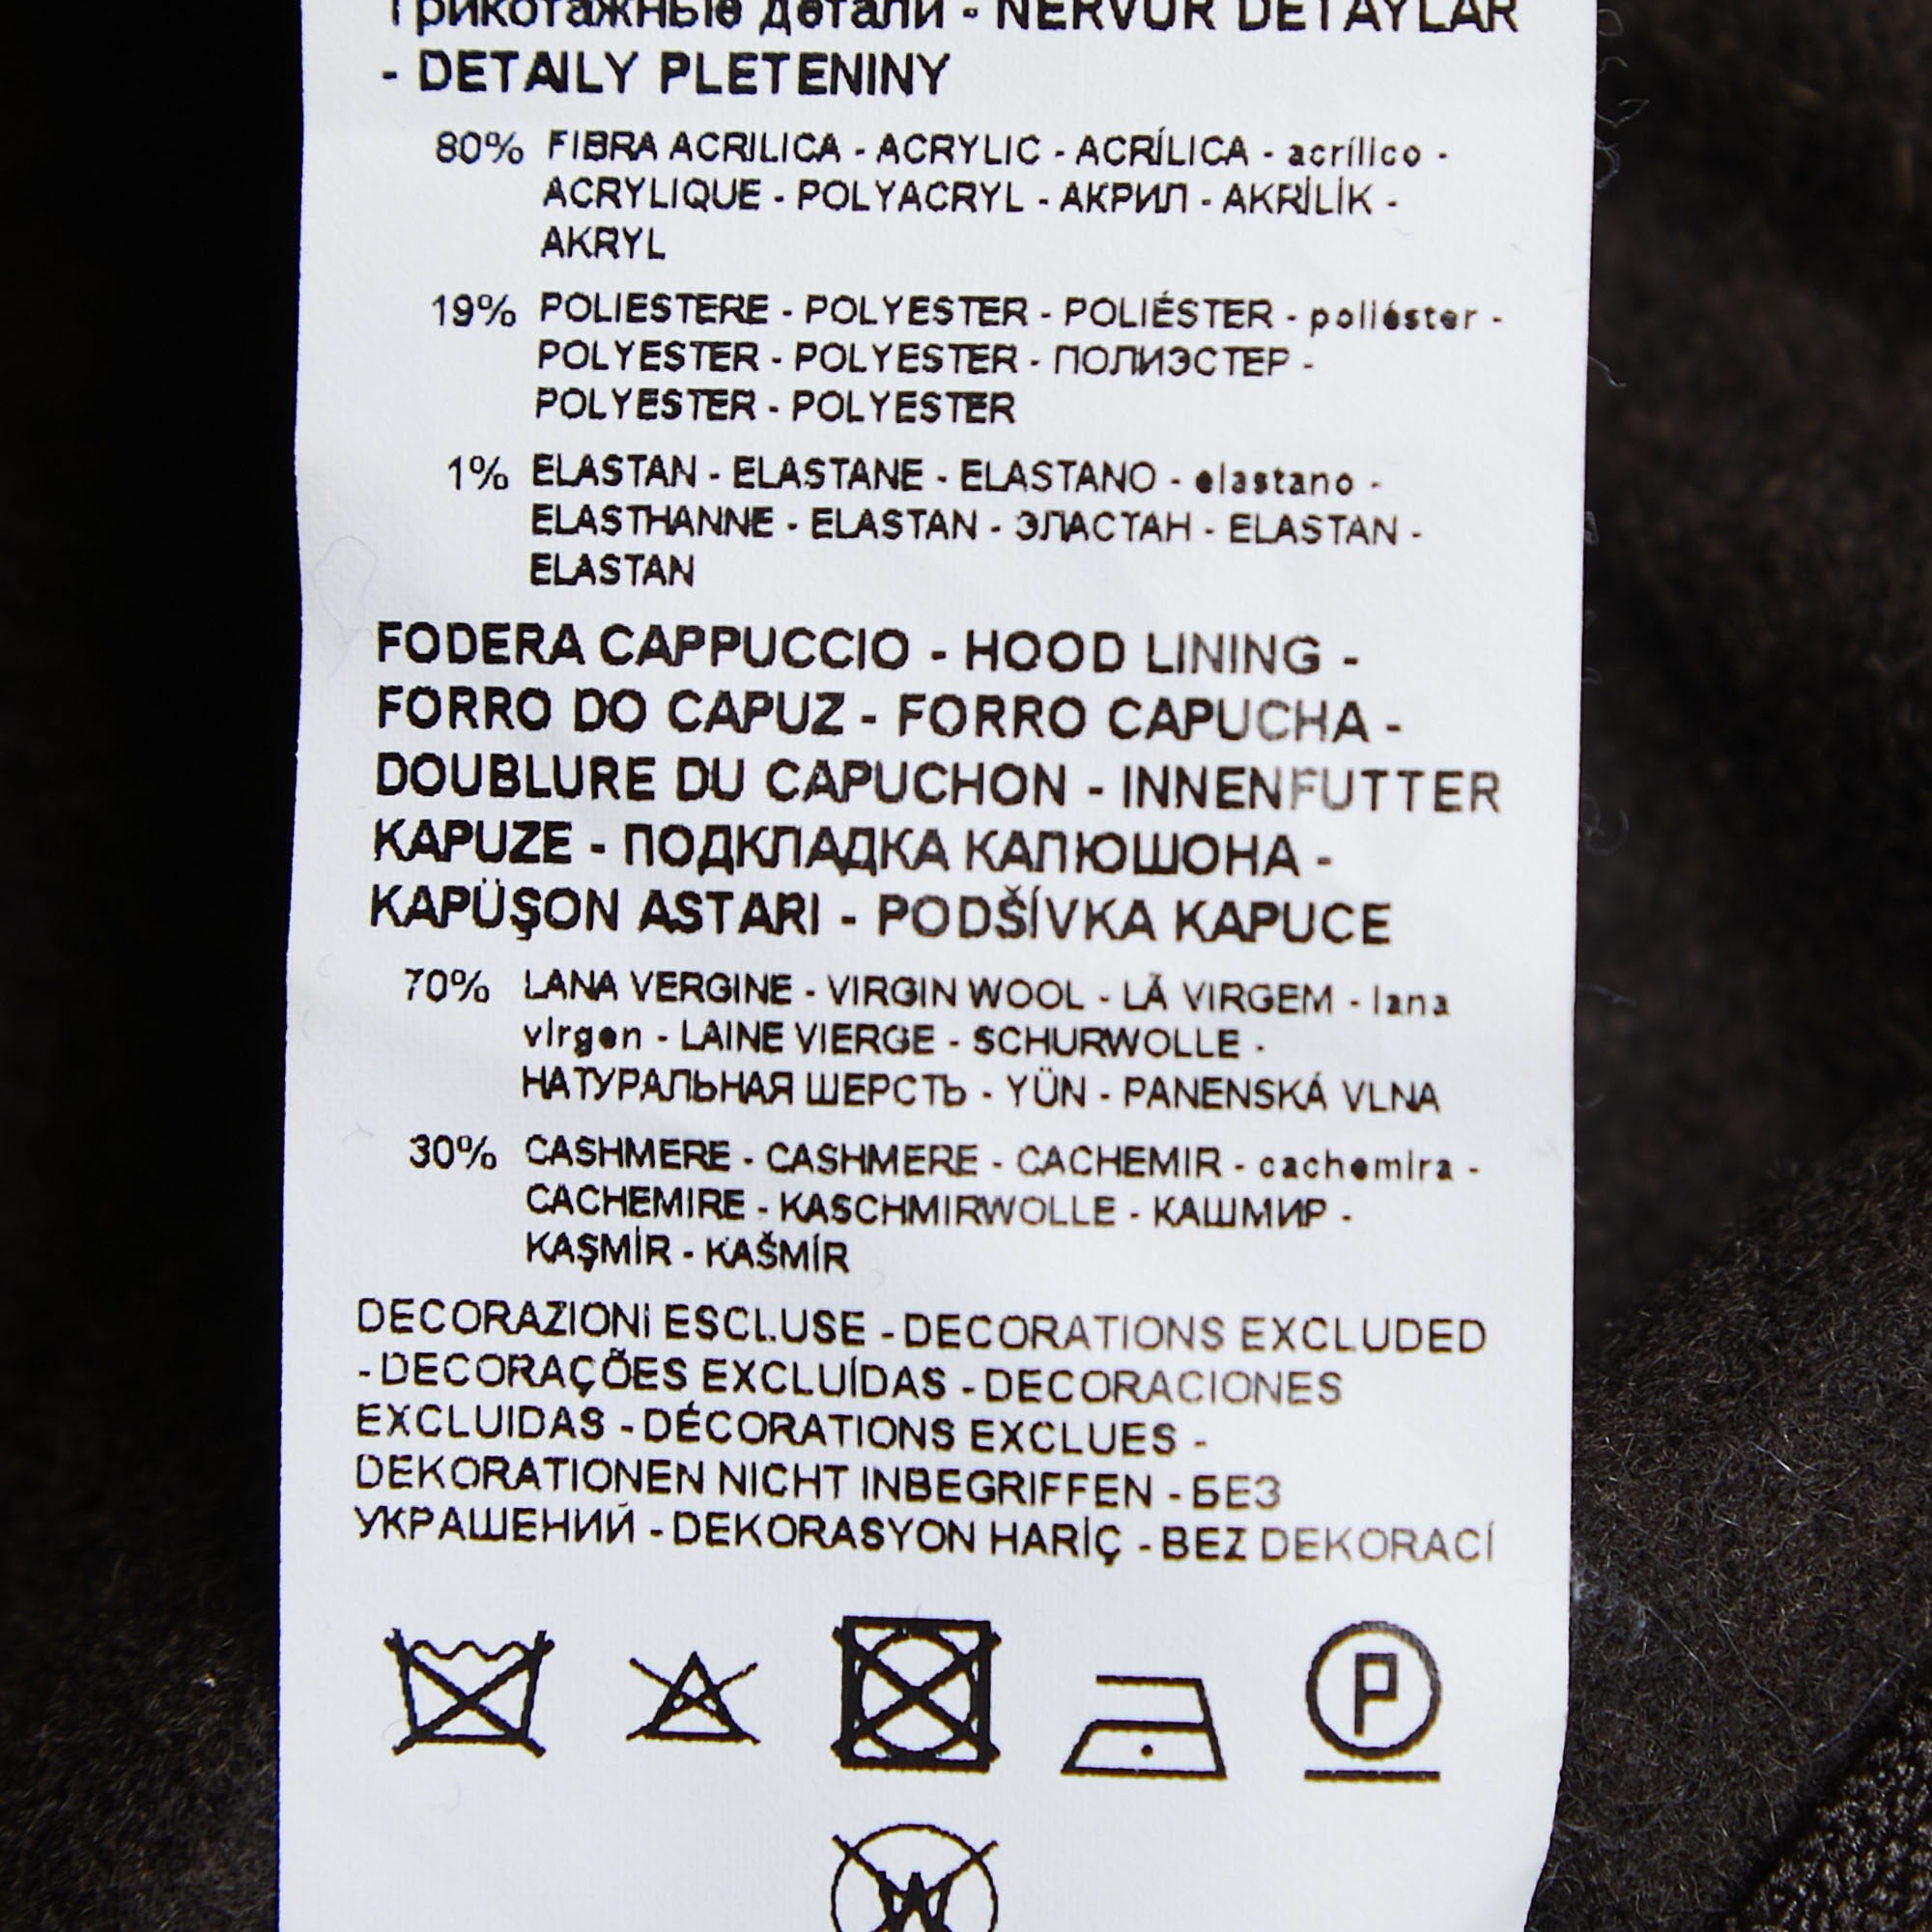 Трикотажные детали - NERVÜR DETAYLAR
- DETAILY PLETENINY
80% FIBRA ACRILICA - ACRYLIC - ACRÍLICA - acrílico -
ACRYLIQUE - POLYACRYL - АКРИЛ - AKRİLİK -
AKRYL
19% POLIESTERE - POLYESTER - POLIÉSTER - poliéster -
POLYESTER - POLYESTER - ПОЛИЭСТЕР -
POLYESTER - POLYESTER
1% ELASTAN - ELASTANE - ELASTANO - elastano -
ELASTHANNE - ELASTAN - ЭЛАСТАН - ELASTAN -
ELASTAN
FODERA CAPPUCCIO - HOOD LINING -
FORRO DO CAPUZ - FORRO CAPUCHA -
DOUBLURE DU CAPUCHON - INNENFUTTER
KAPUZE - ПОДКЛАДКА КАПЮШОНА -
KAPÜŞON ASTARI - PODŠÍVKA KAPUCE
70% LANA VERGINE - VIRGIN WOOL - LÃ VIRGEM - lana
virgen - LAINE VIERGE - SCHURWOLLE -
НАТУРАЛЬНАЯ ШЕРСТЬ - YÜN - PANENSKÁ VLNA
30% CASHMERE - CASHMERE - CACHEMIR - cachemira -
CACHEMIRE - KASCHMIRWOLLE - КАШМИР -
KAŞMİR - KAŠMÍR
DECORAZIONI ESCLUSE - DECORATIONS EXCLUDED
- DECORAÇÕES EXCLUÍDAS - DECORACIONES
EXCLUIDAS - DÉCORATIONS EXCLUES -
DEKORATIONEN NICHT INBEGRIFFEN - БЕЗ
УКРАШЕНИЙ - DEKORASYON HARİÇ - BEZ DEKORACÍ
P
W